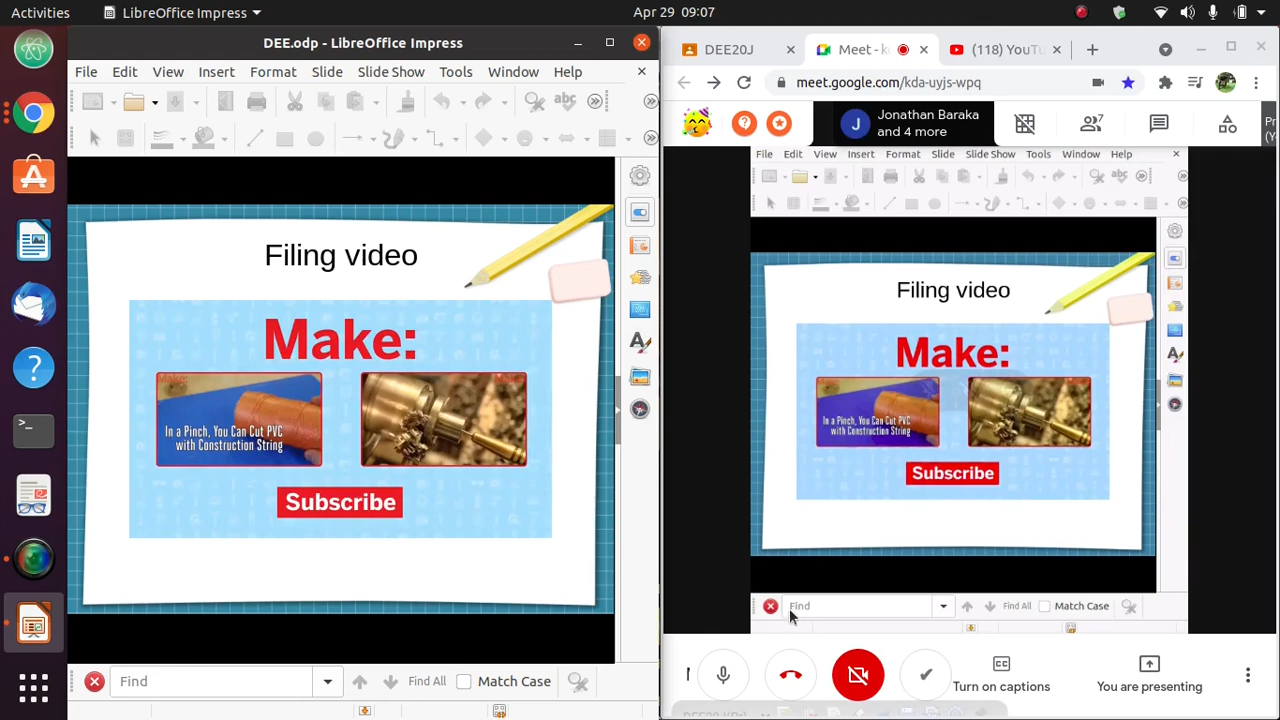 Activities
LibreOffice Impress
Apr 29 09:07
DEE.odp - LibreOffice Impress
File Edit View Insert Format Slide Slide Show Tools Window Help
Filing video
Make:
In a Pinch, You Can Cut PVC
with Construction String
Subscribe
Find
Find All
Match Case
DEE20J
Meet - k
(118) YouTu
meet.google.com/kda-uyjs-wpq
Jonathan Baraka
and 4 more
7
J
File Edit View Insert Format Slide Slide Show Tools Window Help
Filing video
Make:
In a Pinch, You Can Cut PVC
with Construction String
Subscribe
Find
Find All
Match Case
Turn on captions
You are presenting